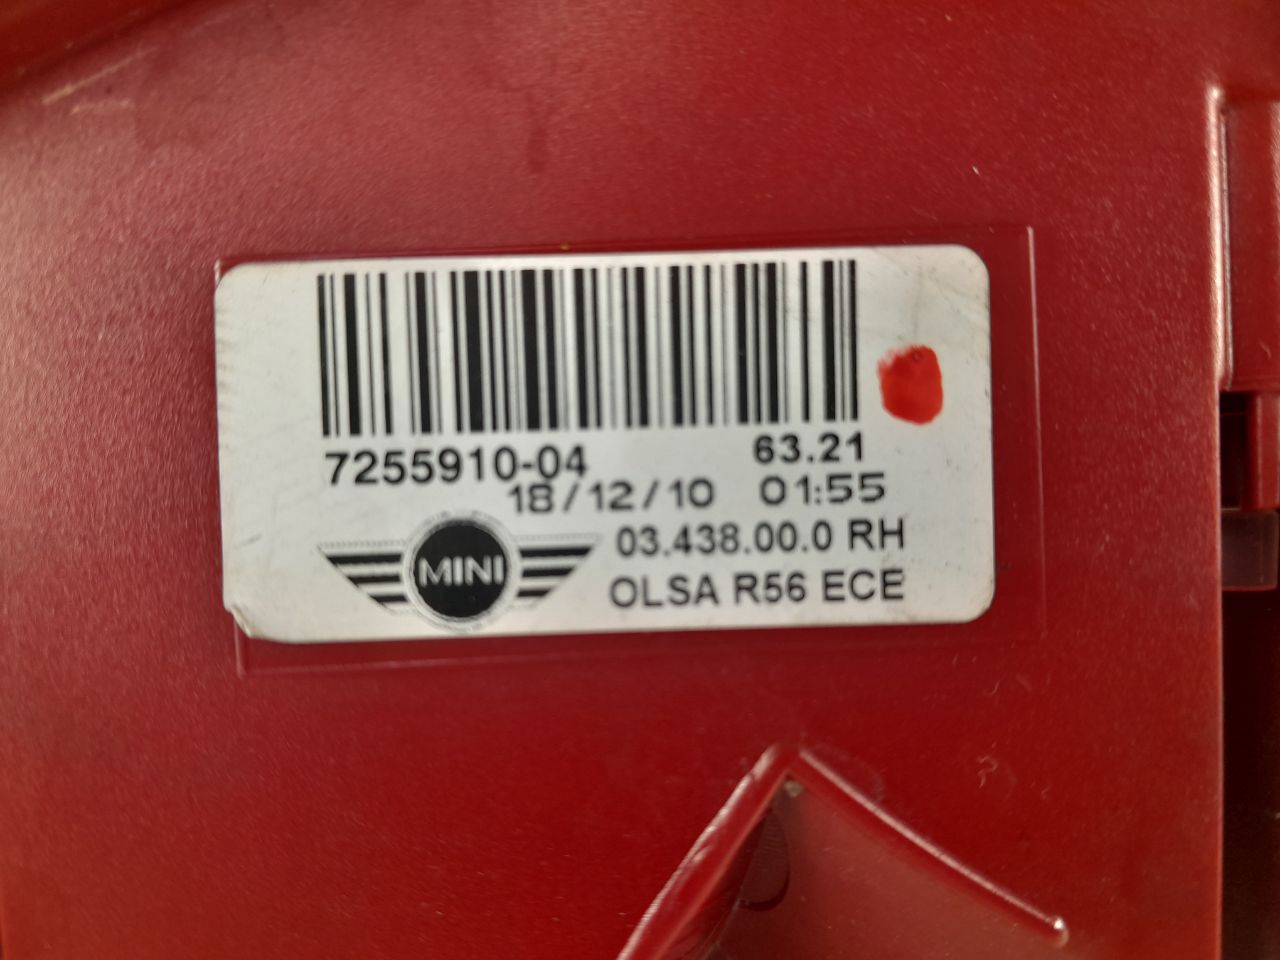 7255910-04 63.21
18/12/10 01:55
03.438.00.0 RH
MINI
OLSA R56 ECE